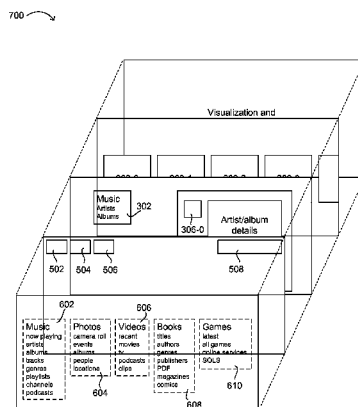 700
Visualization and
Music
Artists
Albums
302
306-0
Artist/album
details
502
504
506
508
602
606
Music
now playing
artists
albums
tracks
genres
playlists
channels
podcasts
Photos
camera roll
events
albums
people
locations
604
Videos
recent
movies
tv
podcasts
clips
Books
titles
authors
genres
publishers
PDF
magazines
comics
608
Games
latest
all games
online services
SOLS
610